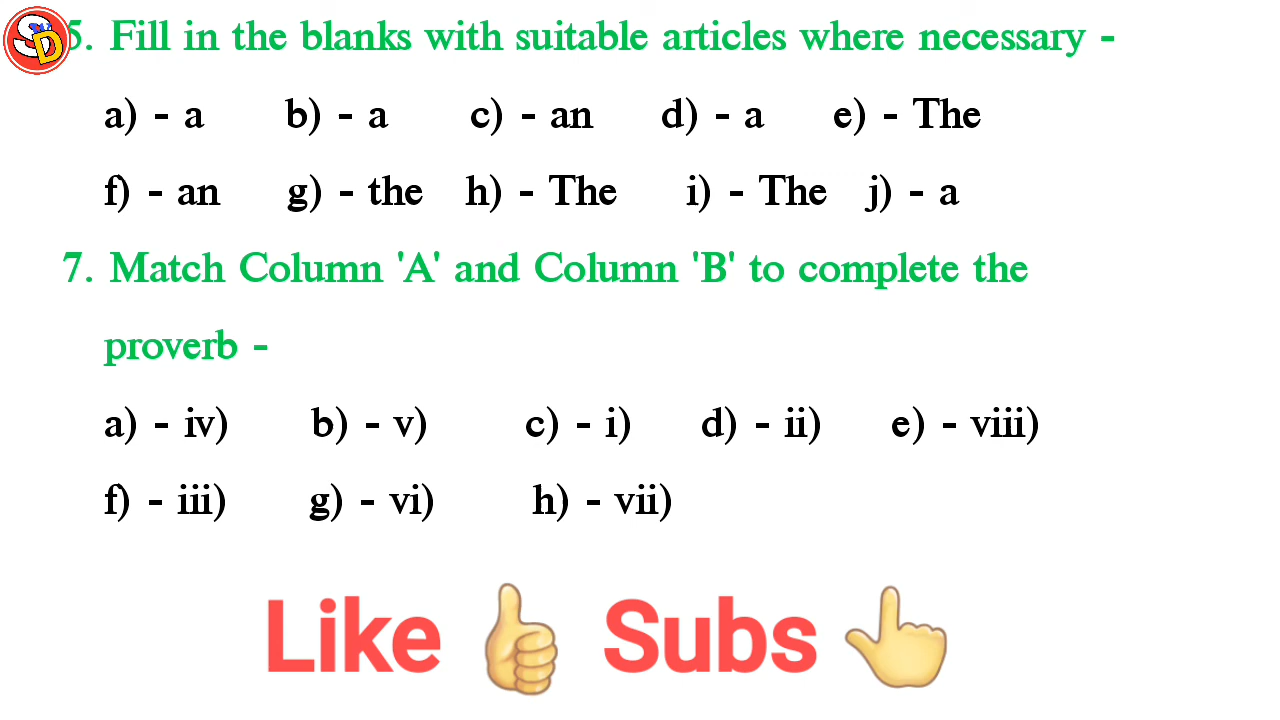 SD
5. Fill in the blanks with suitable articles where necessary -
a) - a b) - a c) - an d) - a e) - The
f) - an g) - the h) - The i) - The j) - a
7. Match Column 'A' and Column 'B' to complete the
proverb -
a) - iv) b) - v) c) - i) d) - ii) e) - viii)
f) - iii) g) - vi) h) - vii)
Like 👍 Subs 👆